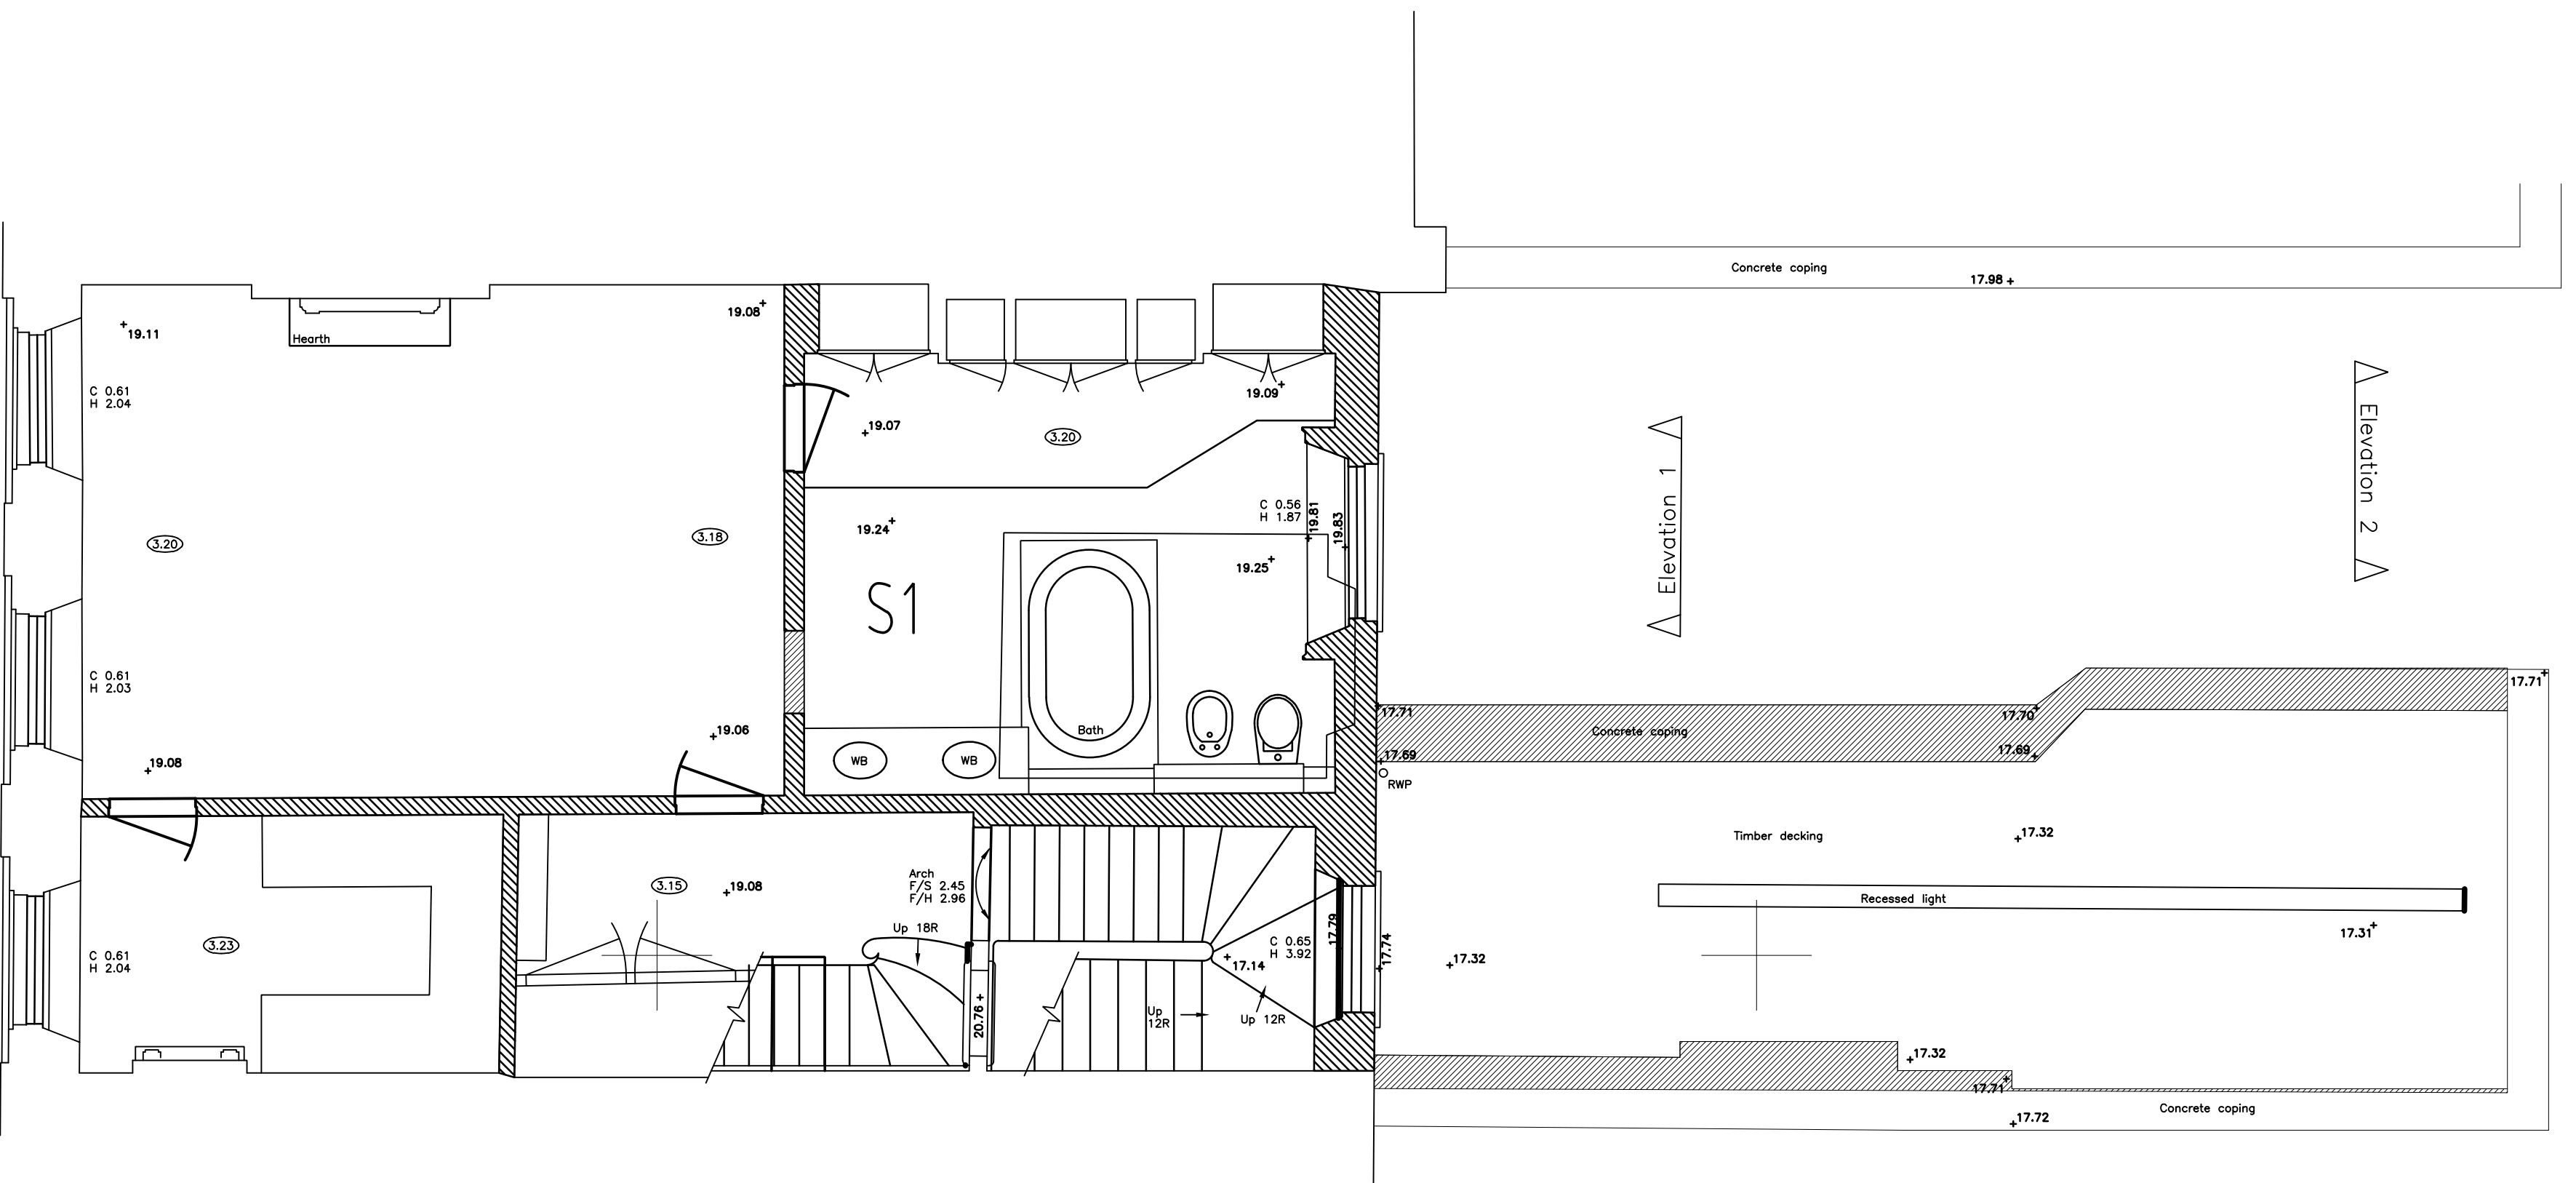 Concrete coping
17.98
19.08
19.11
Hearth
C 0.61
H 2.04
19.09
19.07
3.20
Elevation 1
Elevation 2
C 0.56
H 1.87
19.81
19.83
19.24
3.20
3.18
19.25
S1
C 0.61
H 2.03
17.71
17.71
17.70
Concrete coping
17.69
17.69
RWP
Bath
WB
WB
19.06
19.08
Timber decking
17.32
3.15
19.08
Arch
F/S 2.45
F/H 2.96
Recessed light
Up 18R
17.79
17.74
17.31
C 0.65
H 3.92
3.23
C 0.61
H 2.04
17.14
17.32
20.76
Up
12R
Up 12R
17.32
17.71
Concrete coping
17.72